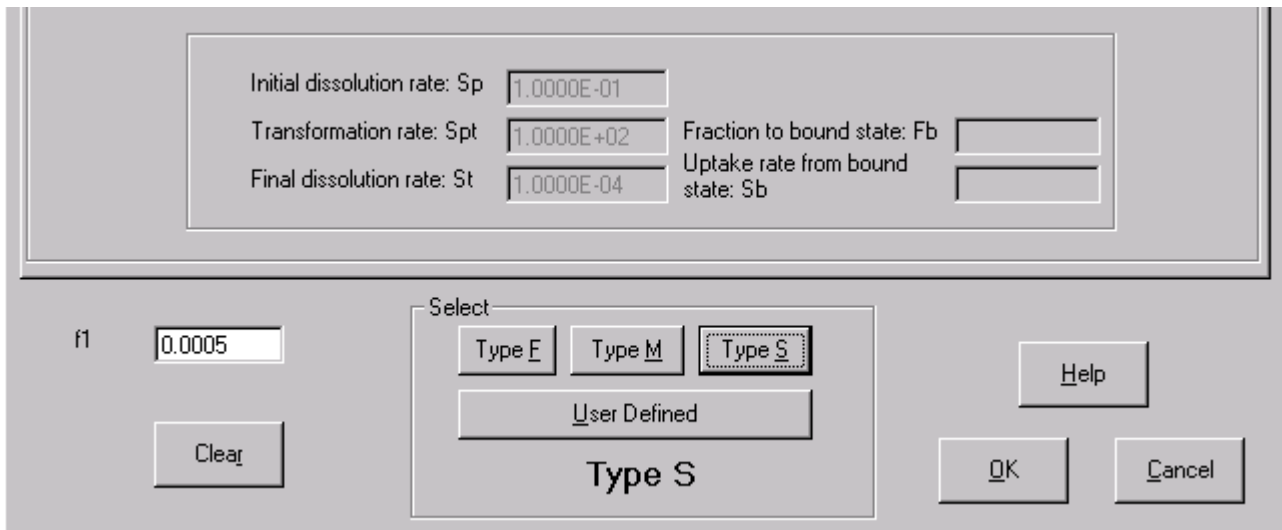 Initial dissolution rate: Sp 1.0000E-01
Transformation rate: Spt 1.0000E+02 Fraction to bound state: Fb
Final dissolution rate: St 1.0000E-04 Uptake rate from bound
state: Sb
Select
f1 0.0005
Type F Type M Type S
Help
User Defined
Clear
Type S
OK Cancel